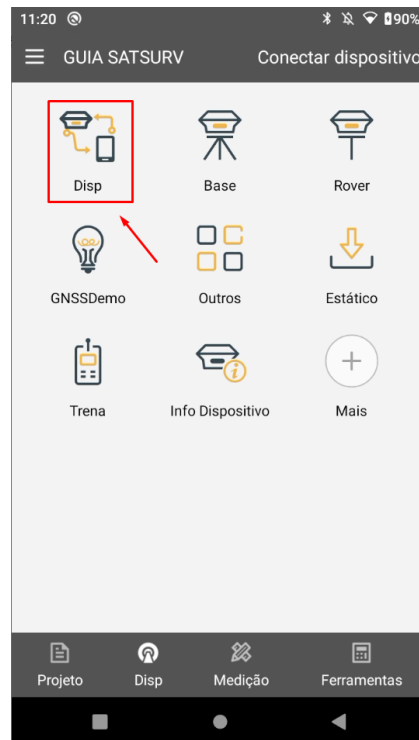 11:20 90%
GUIA SATSURV Conectar dispositivo
Disp Base Rover
GNSSDemo Outros Estático
Trena Info Dispositivo Mais
Projeto Disp Medição Ferramentas